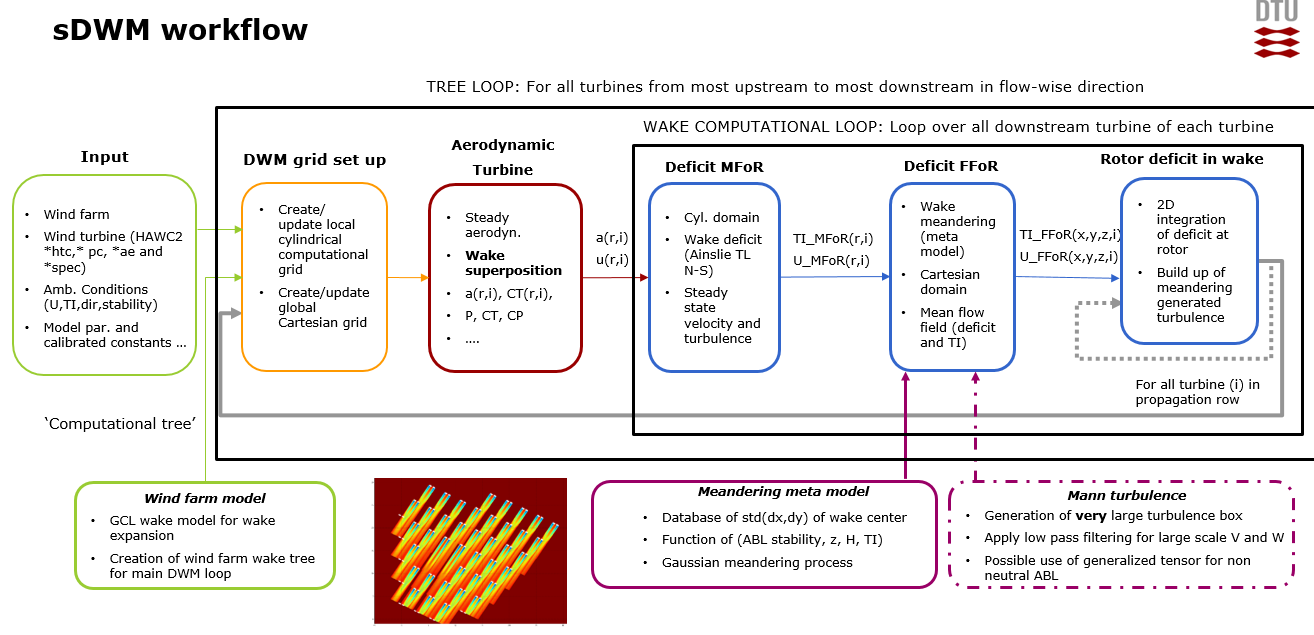 sDWM workflow
DTU
TREE LOOP: For all turbines from most upstream to most downstream in flow-wise direction
WAKE COMPUTATIONAL LOOP: Loop over all downstream turbine of each turbine
Input
• Wind farm
• Wind turbine (HAWC2
*htc,* pc, *ae and
*spec)
• Amb. Conditions
(U,TI,dir,stability)
• Model par. and
calibrated constants ...
DWM grid set up
• Create/
update local
cylindrical
computational
grid
• Create/update
global
Cartesian grid
Aerodynamic
Turbine
• Steady
aerodyn.
• Wake
superposition
• a(r,i), CT(r,i),
• P, CT, CP
• ....
a(r,i)
u(r,i)
Deficit MFoR
• Cyl. domain
• Wake deficit
(Ainslie TL
N-S)
• Steady
state
velocity and
turbulence
TI_MFoR(r,i)
U_MFoR(r,i)
Deficit FFoR
• Wake
meandering
(meta
model)
• Cartesian
domain
• Mean flow
field (deficit
and TI)
TI_FFoR(x,y,z,i)
U_FFoR(x,y,z,i)
Rotor deficit in wake
• 2D
integration
of deficit at
rotor
• Build up of
meandering
generated
turbulence
For all turbine (i) in
propagation row
‘Computational tree’
Wind farm model
• GCL wake model for wake
expansion
• Creation of wind farm wake tree
for main DWM loop
Meandering meta model
• Database of std(dx,dy) of wake center
• Function of (ABL stability, z, H, TI)
• Gaussian meandering process
Mann turbulence
• Generation of very large turbulence box
• Apply low pass filtering for large scale V and W
• Possible use of generalized tensor for non
neutral ABL